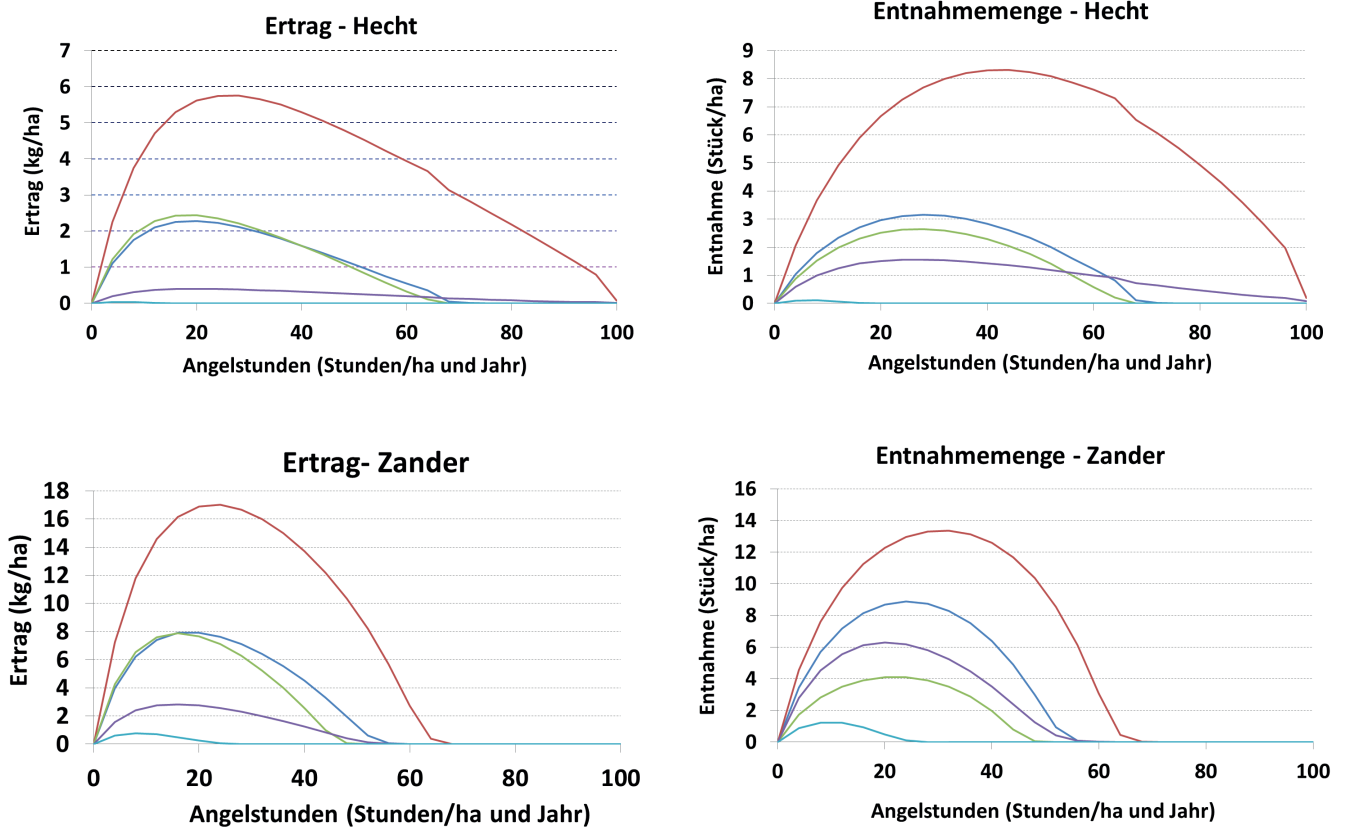 Ertrag - Hecht
7
6
5
4
3
2
1
0
Ertrag (kg/ha)
0 20 40 60 80 100
Angelstunden (Stunden/ha und Jahr)
Entnahmemenge - Hecht
9
8
7
6
5
4
3
2
1
0
Entnahme (Stück/ha)
0 20 40 60 80 100
Angelstunden (Stunden/ha und Jahr)
Ertrag- Zander
18
16
14
12
10
8
6
4
2
0
Ertrag (kg/ha)
0 20 40 60 80 100
Angelstunden (Stunden/ha und Jahr)
Entnahmemenge - Zander
16
14
12
10
8
6
4
2
0
Entnahme (Stück/ha)
0 20 40 60 80 100
Angelstunden (Stunden/ha und Jahr)